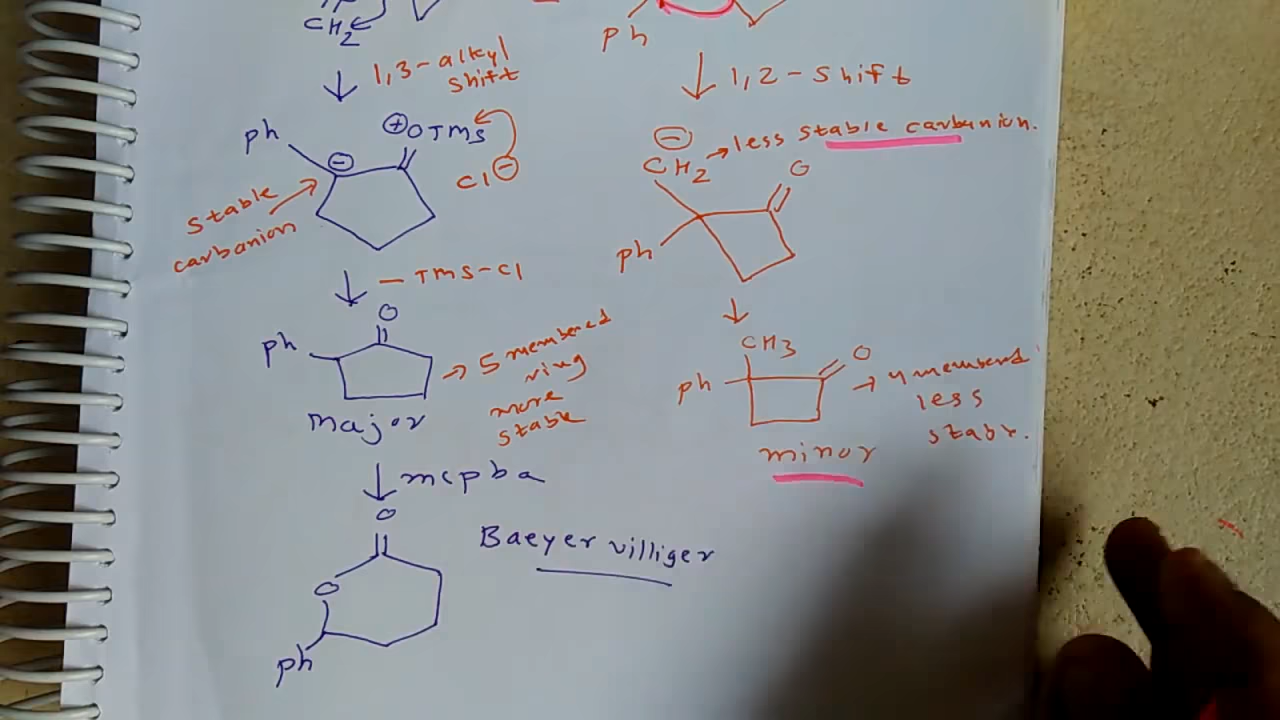 CH2
1,3-alkyl
shift
ph
⊕OTMS
⊖
Cl⊖
stable
carbanion
- TMS-Cl
O
ph
→ 5 membered
ring
more
stable
major
mcpba
O
O
ph
Baeyer villiger
ph
1,2-shift
⊖
CH2 → less stable carbanion.
O
ph
CH3
O
ph
→ 4 membered
less
minor